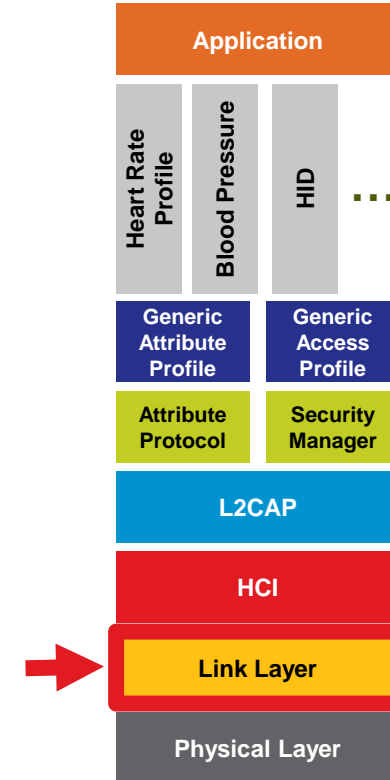 Application
Heart Rate
Profile
Blood Pressure
HID
...
Generic
Attribute
Profile
Generic
Access
Profile
Attribute
Protocol
Security
Manager
L2CAP
HCI
Link Layer
Physical Layer